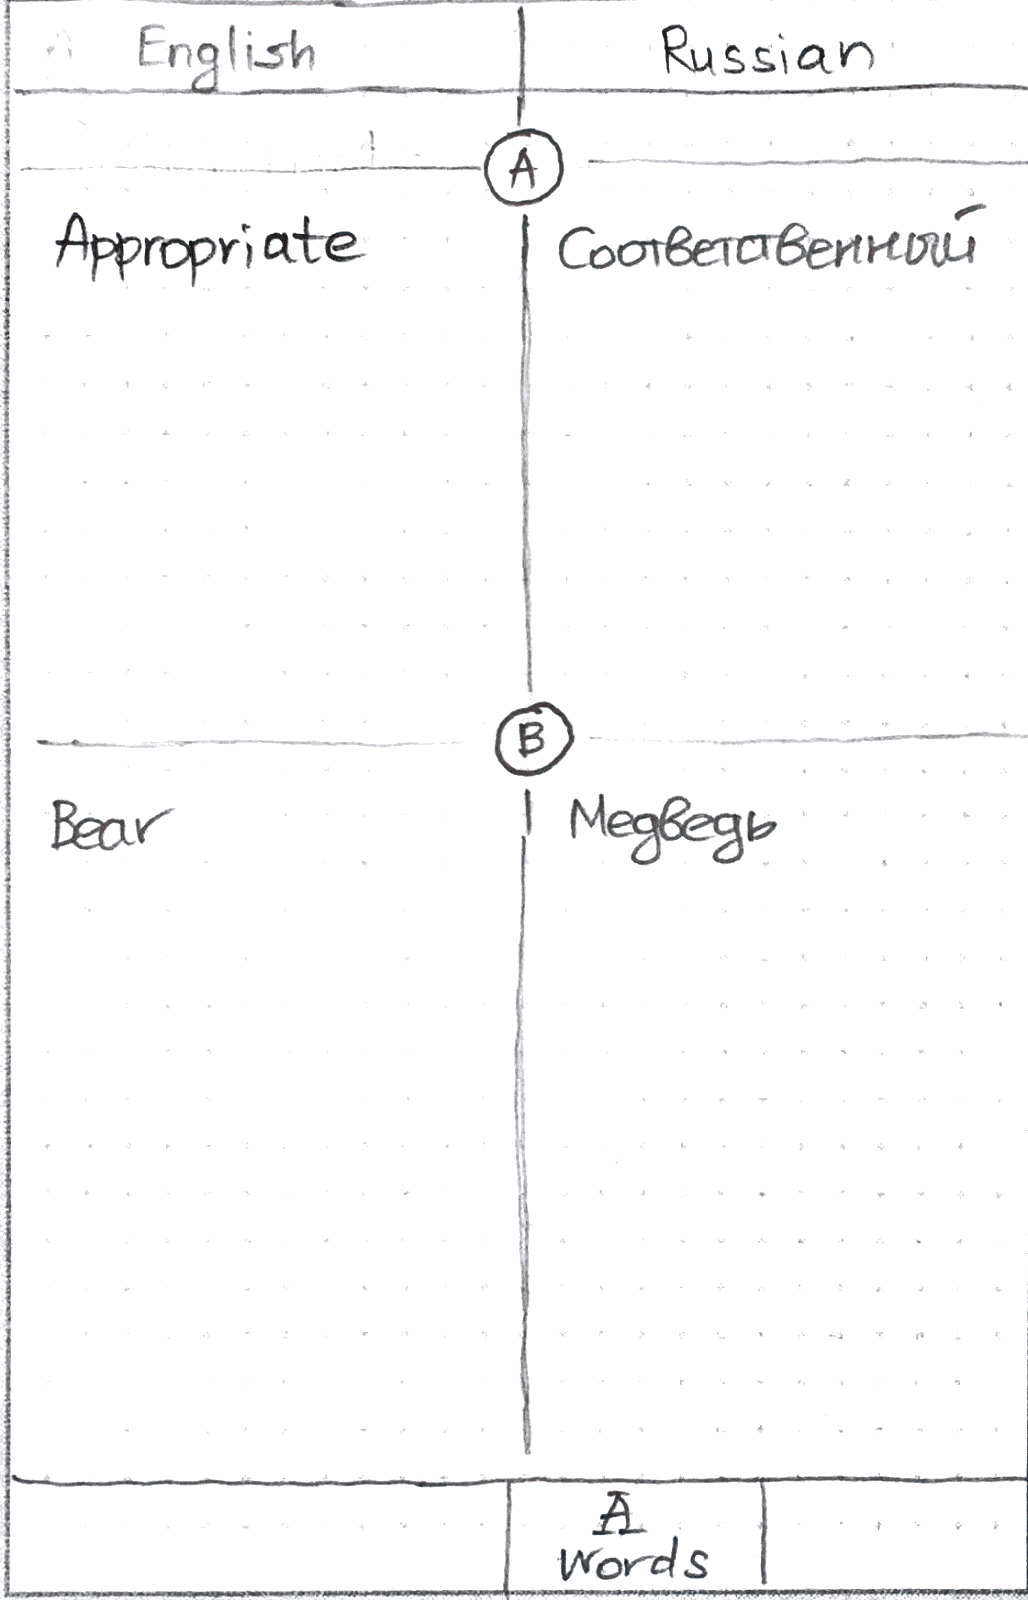 English
Russian
A
Appropriate
Соответственный
B
Bear
Медведь
A
words